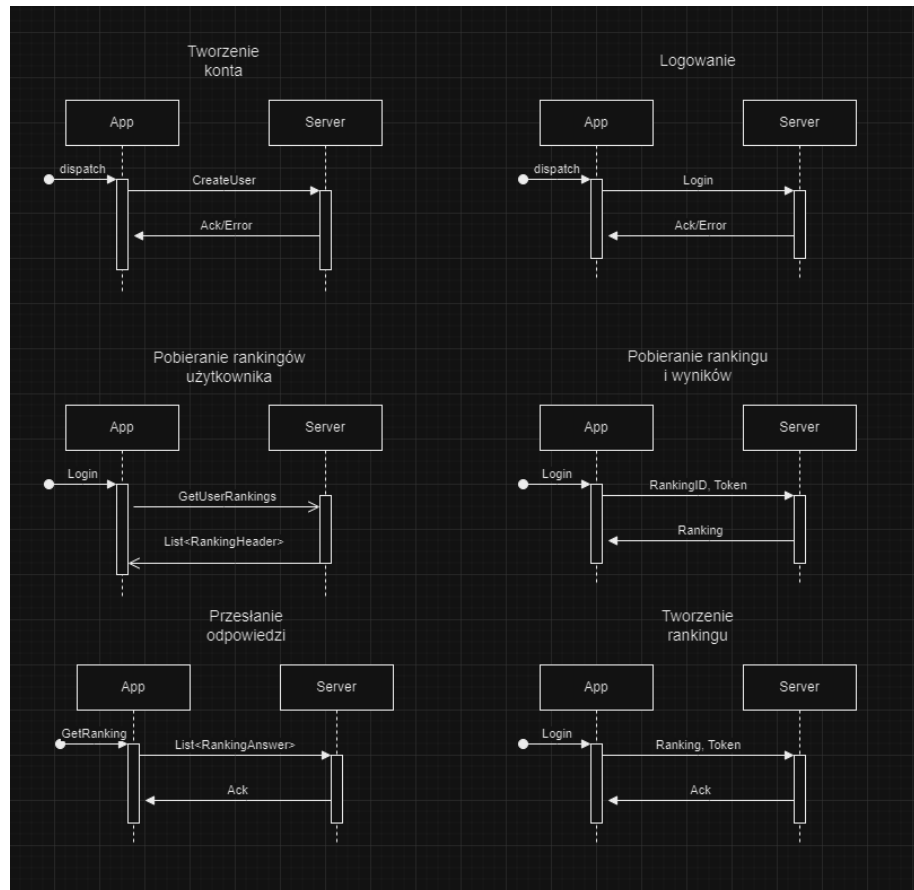 Tworzenie
konta
App
Server
dispatch
CreateUser
Ack/Error
Logowanie
App
Server
dispatch
Login
Ack/Error
Pobieranie rankingów
użytkownika
App
Server
Login
GetUserRankings
List<RankingHeader>
Pobieranie rankingu
i wyników
App
Server
Login
RankingID, Token
Ranking
Przesłanie
odpowiedzi
App
Server
GetRanking
List<RankingAnswer>
Ack
Tworzenie
rankingu
App
Server
Login
Ranking, Token
Ack